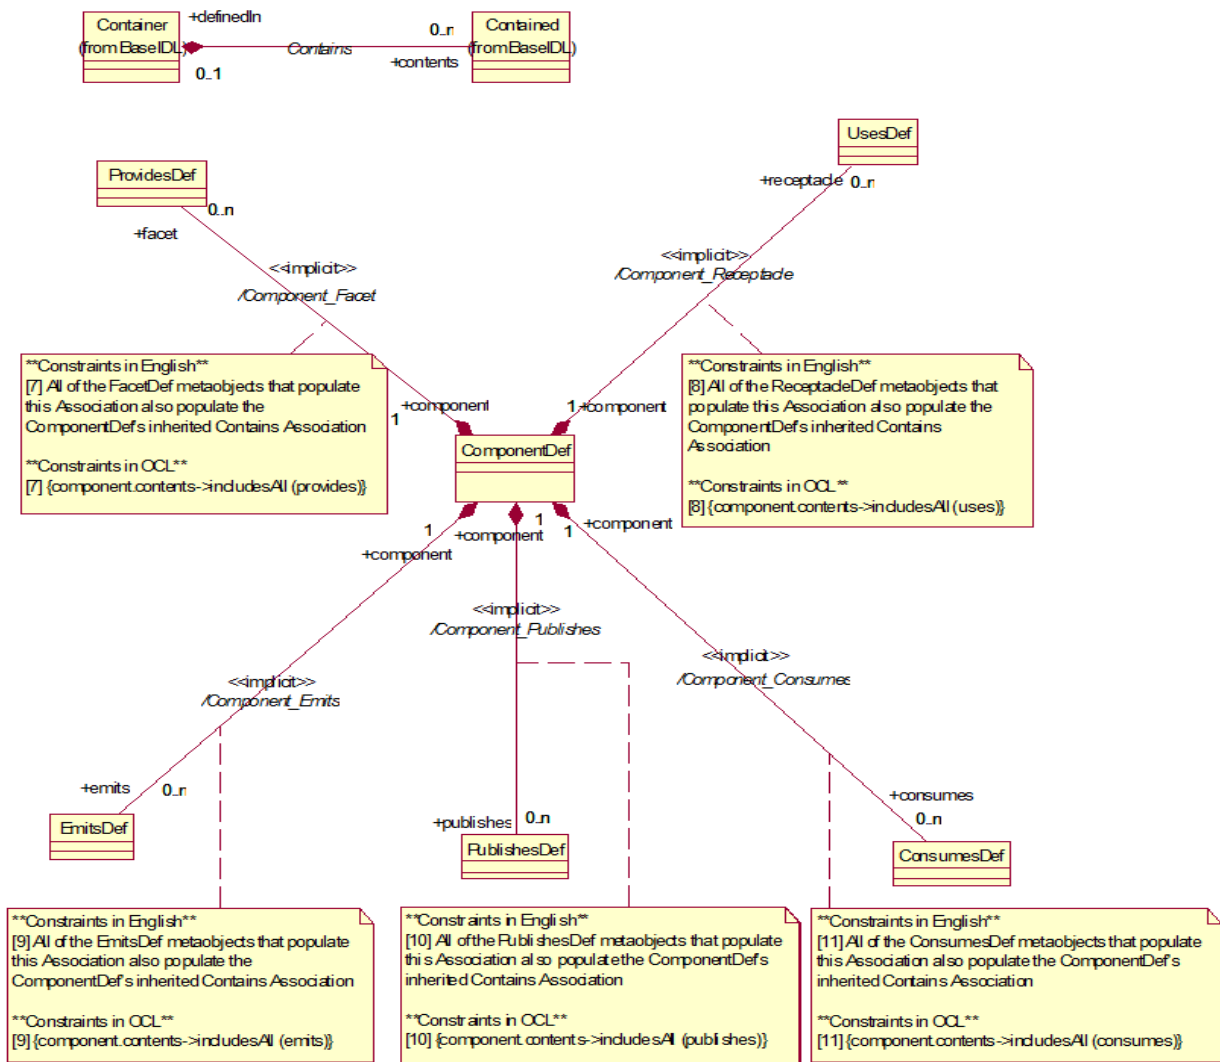 +definedIn
Container
(from BaseIDL)
0..1
Contains
0..n
+contents
Contained
(from BaseIDL)
UsesDef
+receptacle 0..n
ProvidesDef
0..n
+facet
<<implicit>>
/Component_Facet
<<implicit>>
/Component_Receptacle
**Constraints in English**
[7] All of the FacetDef metaobjects that populate
this Association also populate the
ComponentDef's inherited Contains Association
**Constraints in OCL**
[7] {component.contents->includesAll (provides)}
+component
1
1
+component
**Constraints in English**
[8] All of the ReceptacleDef metaobjects that
populate this Association also populate the
ComponentDef's inherited Contains
Association
**Constraints in OCL**
[8] {component.contents->includesAll (uses)}
ComponentDef
1
+component
1
+component
1
+component
<<implicit>>
/Component_Publishes
<<implicit>>
/Component_Emits
<<implicit>>
/Component_Consumes
+emits
0..n
EmitsDef
+publishes
0..n
PublishesDef
+consumes
0..n
ConsumesDef
**Constraints in English**
[9] All of the EmitsDef metaobjects that populate
this Association also populate the
ComponentDef's inherited Contains Association
**Constraints in OCL**
[9] {component.contents->includesAll (emits)}
**Constraints in English**
[10] All of the PublishesDef metaobjects that populate
this Association also populate the ComponentDef's
inherited Contains Association
**Constraints in OCL**
[10] {component.contents->includesAll (publishes)}
**Constraints in English**
[11] All of the ConsumesDef metaobjects that populate
this Association also populate the ComponentDef's
inherited Contains Association
**Constraints in OCL**
[11] {component.contents->includesAll (consumes)}